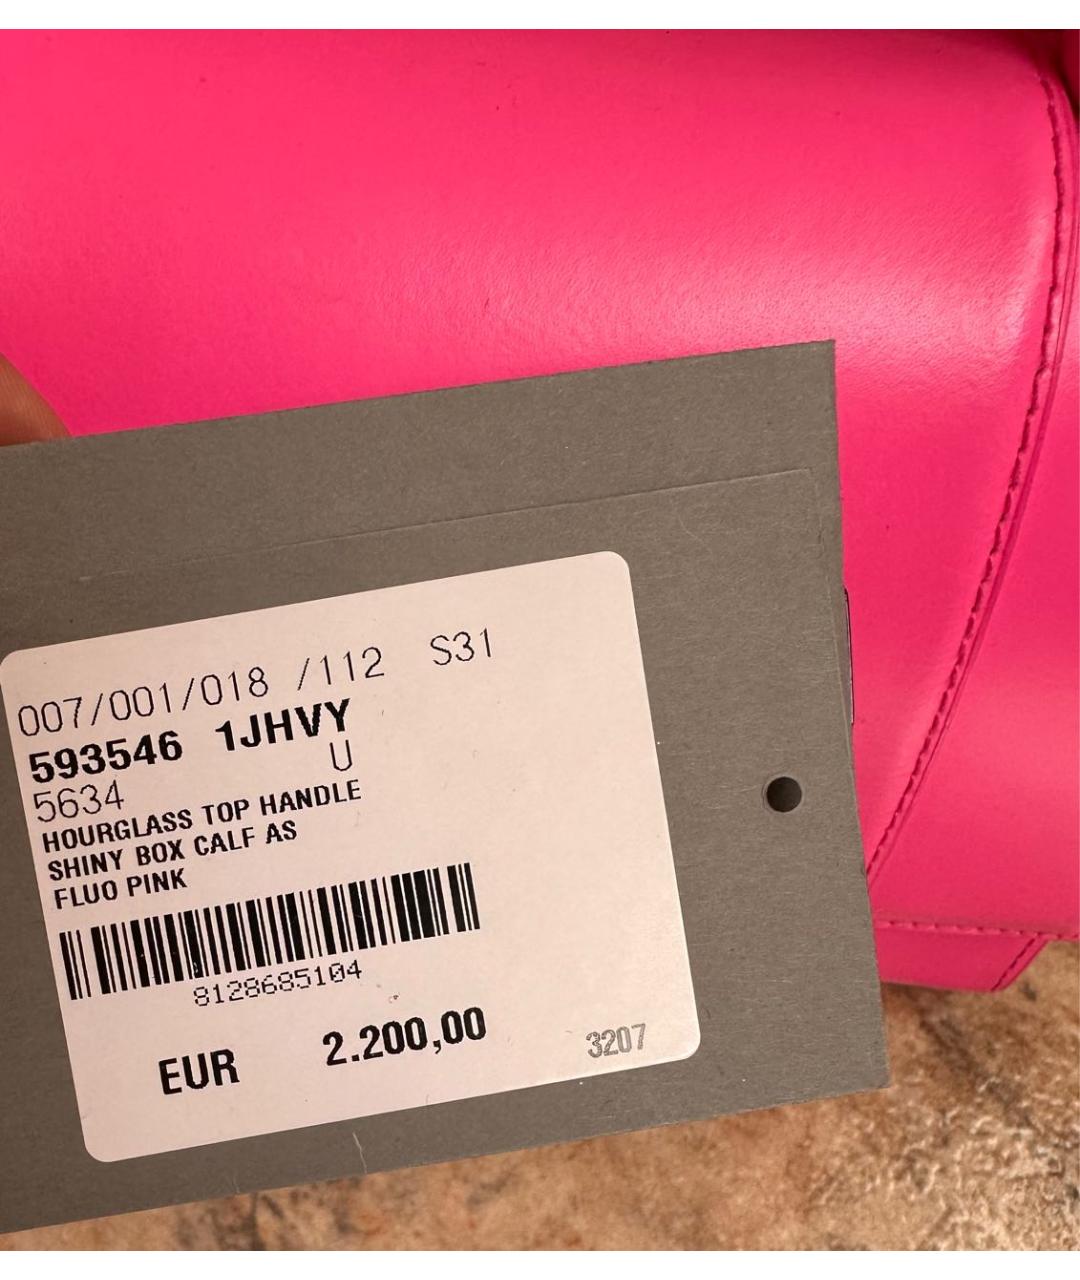 007/001/018 /112 S31
593546 1JHVY
5634 U
HOURGLASS TOP HANDLE
SHINY BOX CALF AS
FLUO PINK
8128685104
EUR 2.200,00
3207